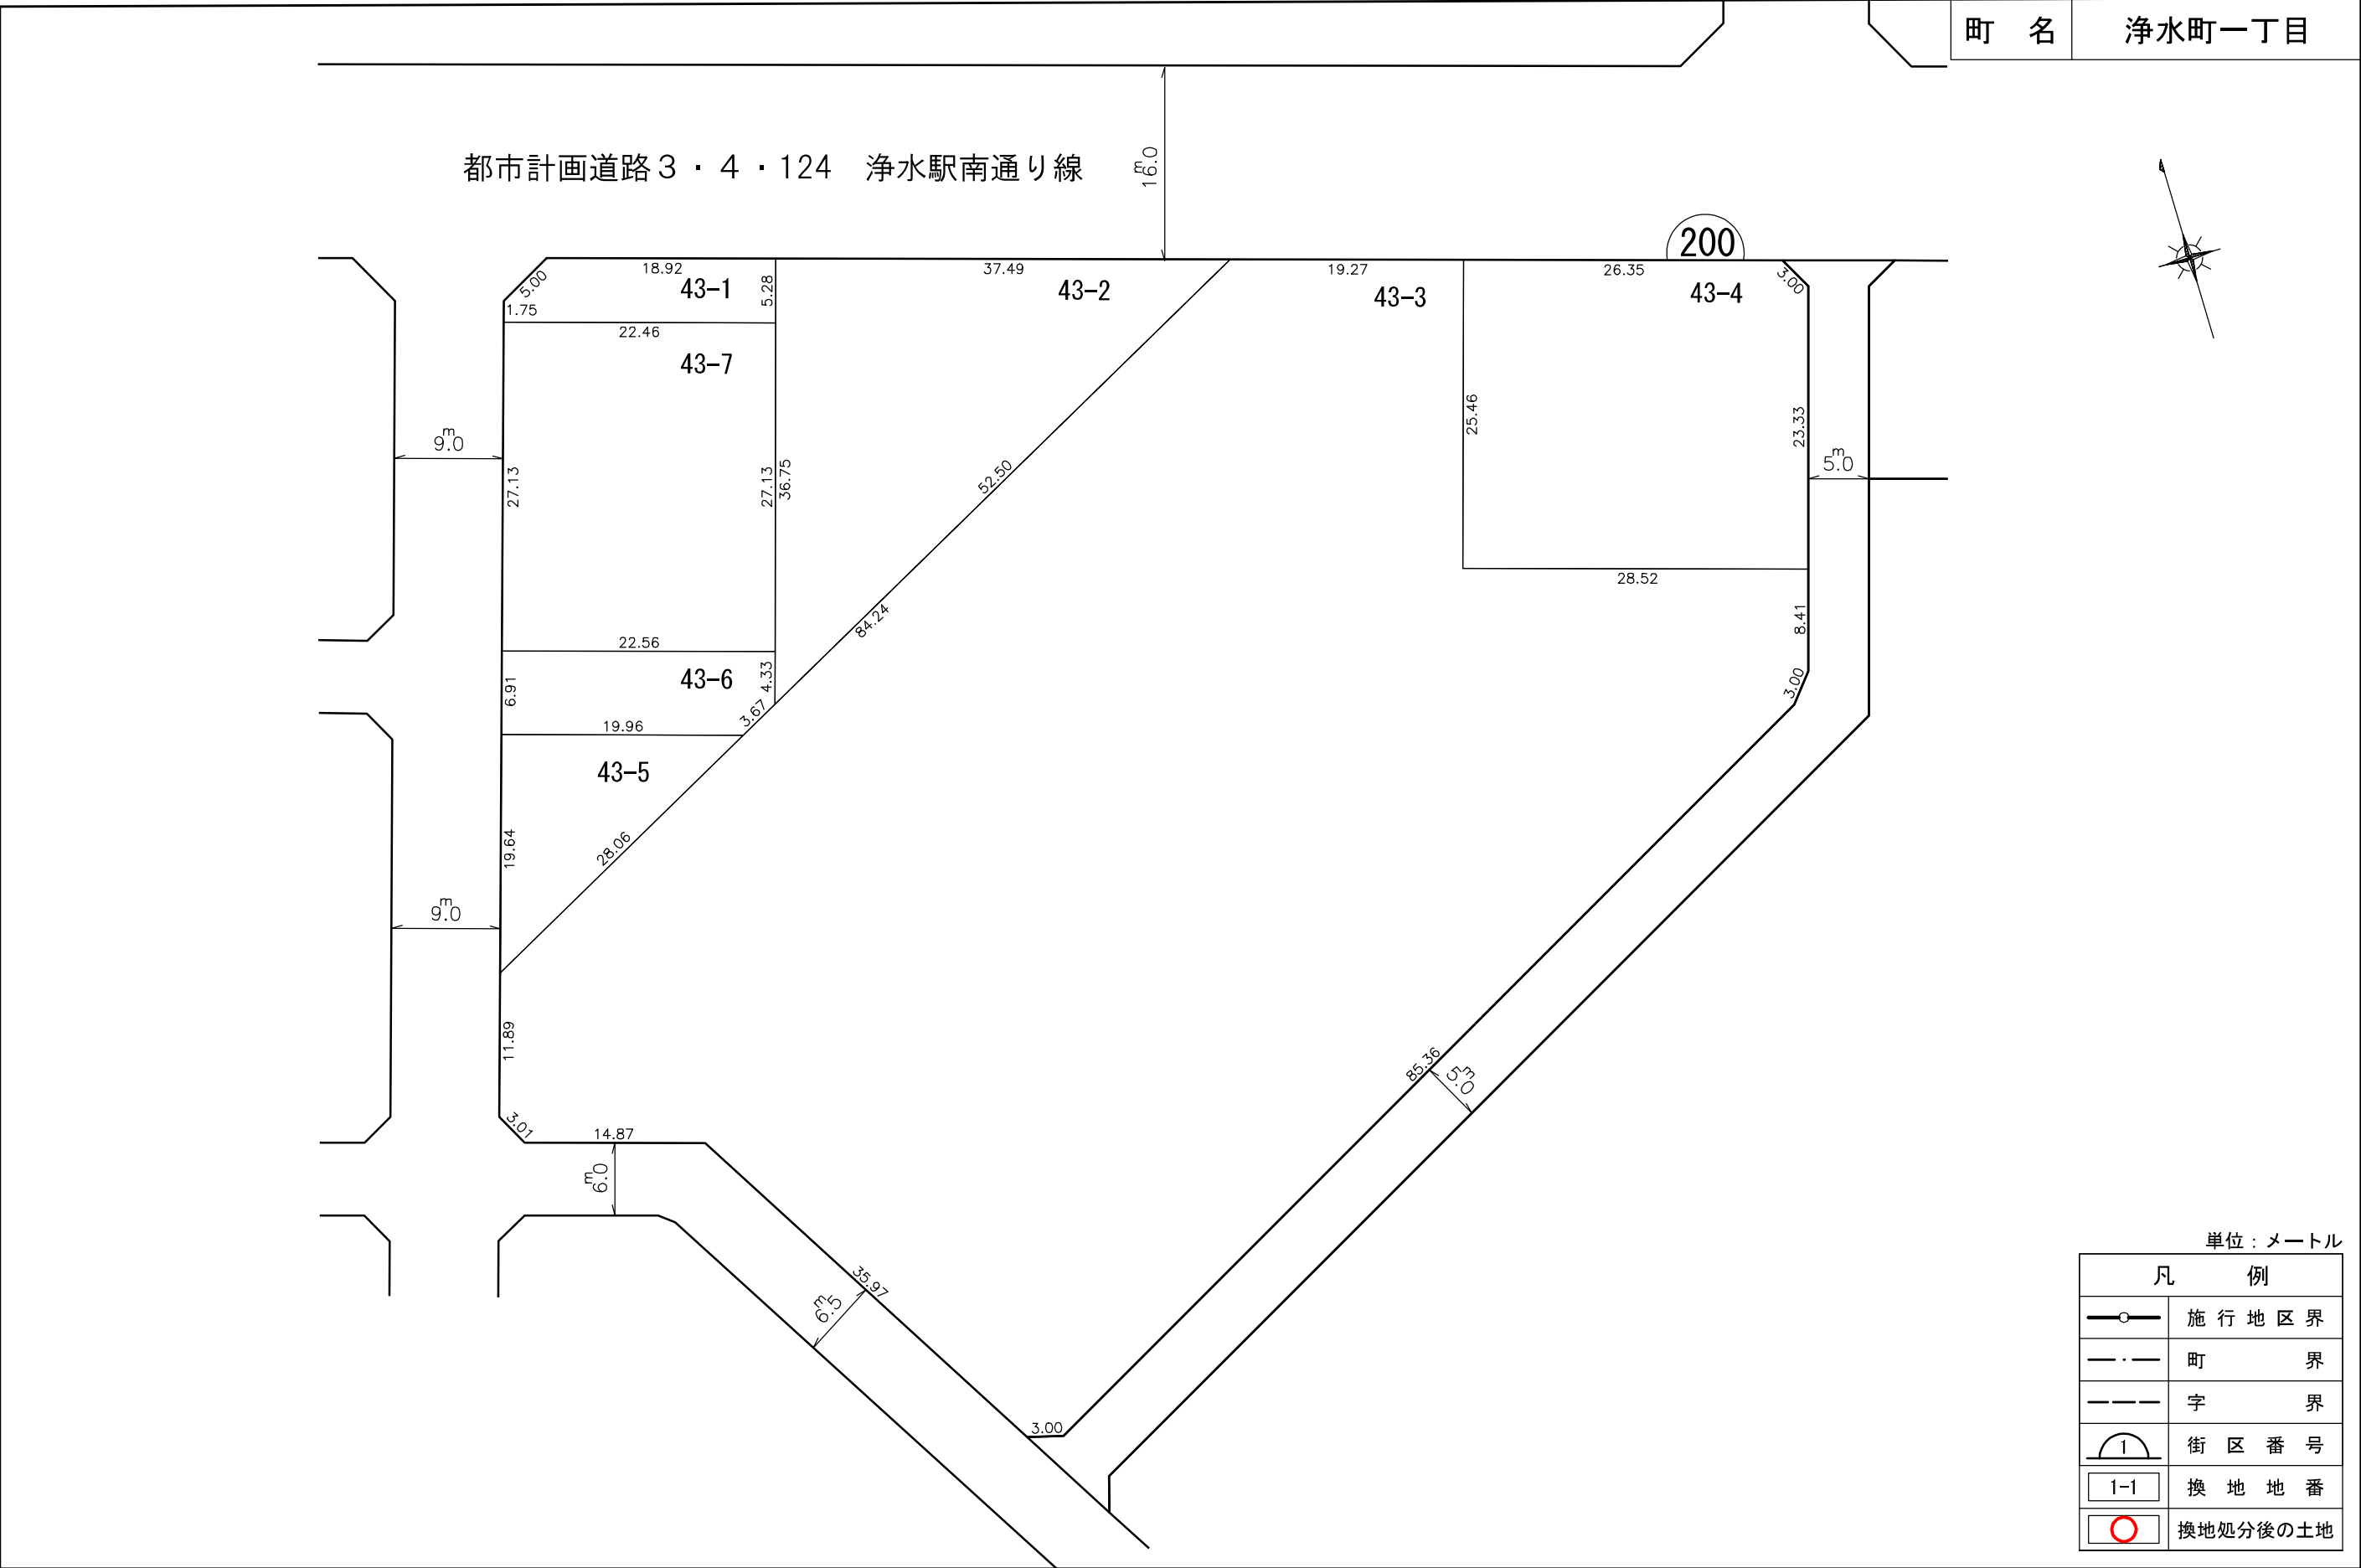 町 名 浄水町一丁目
都市計画道路3・4・124 浄水駅南通り線
16.0m
200
18.92
37.49
19.27
26.35
5.00
43-1
5.28
43-2
43-3
43-4
3.00
1.75
22.46
43-7
9.0m
27.13
27.13
36.75
52.50
25.46
23.33
5.0m
28.52
84.24
8.41
22.56
43-6
4.33
6.91
3.67
3.00
19.96
43-5
19.64
28.06
9.0m
11.89
85.36
5.0m
3.01
14.87
6.0m
35.97
6.5m
3.00
単位：メートル
凡 例
施行地区界
町 界
字 界
1 街区番号
1-1 換地地番
換地処分後の土地